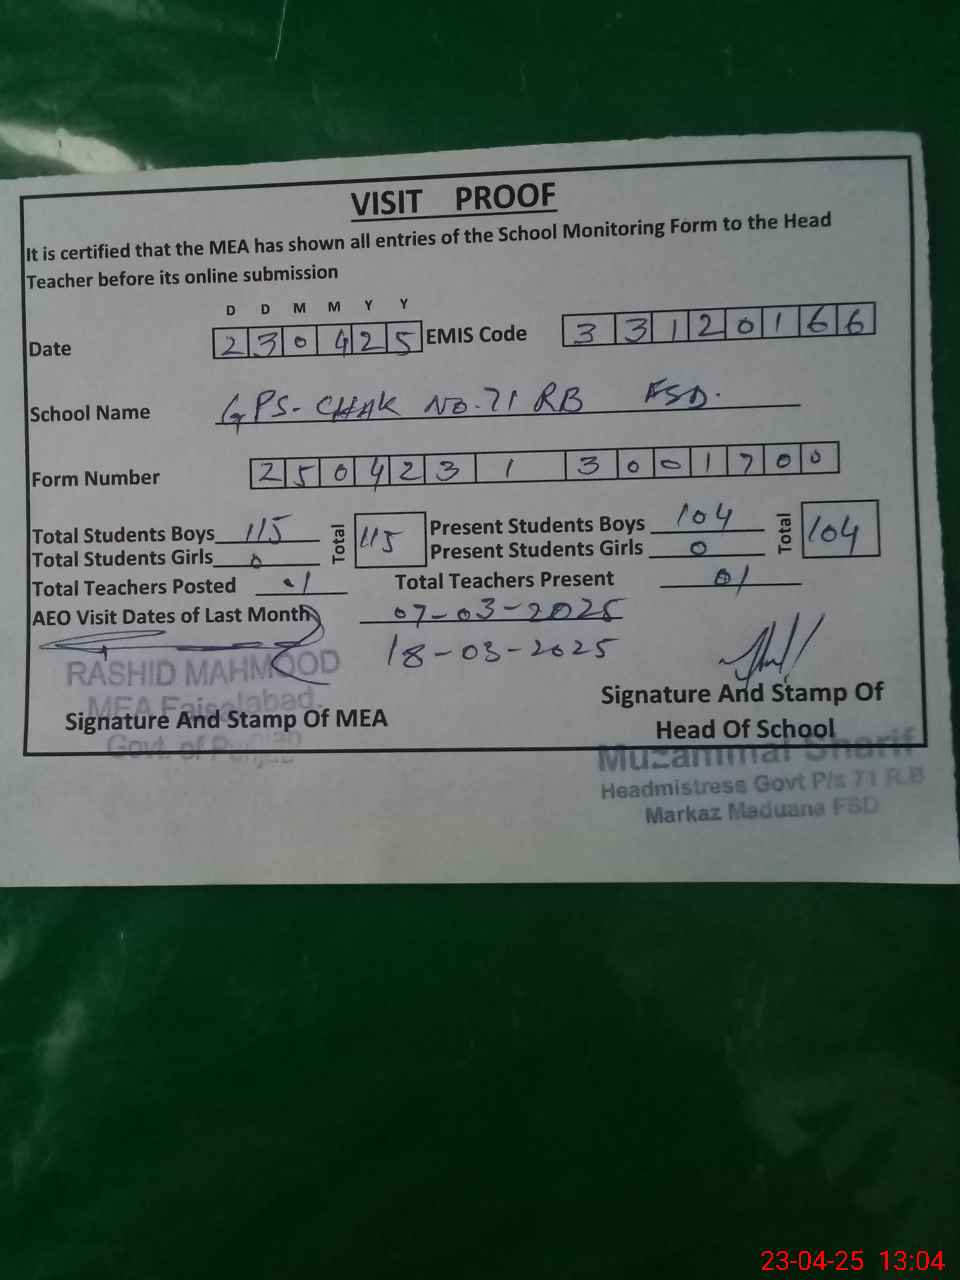 VISIT PROOF
It is certified that the MEA has shown all entries of the School Monitoring Form to the Head
Teacher before its online submission
D D M M Y Y
Date 2 3 0 4 2 5 EMIS Code 3 3 1 2 0 1 6 6
School Name GPS- CHAK NO. 71 RB FSD.
Form Number 2 5 0 4 2 3 1 3 0 0 1 7 0 0
Total Students Boys 115 Total 115 Present Students Boys 104 Total 104
Total Students Girls 0 Present Students Girls 0
Total Teachers Posted 01 Total Teachers Present 01
AEO Visit Dates of Last Month 07-03-2025
18-03-2025
RASHID MAHMOOD
MEA Faisalabad.
Govt. of Punjab
Signature And Stamp Of MEA
Signature And Stamp Of
Head Of School
Muzammal Sharif
Headmistress Govt P/s 71 R.B
Markaz Maduana FSD
23-04-25 13:04